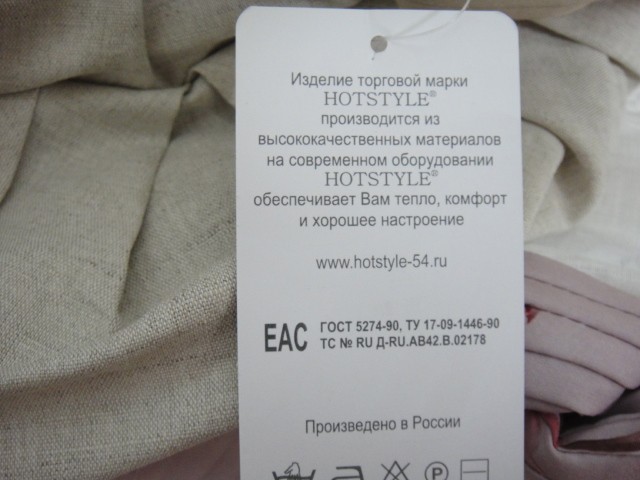 Изделие торговой марки
HOTSTYLE®
производится из
высококачественных материалов
на современном оборудовании
HOTSTYLE®
обеспечивает Вам тепло, комфорт
и хорошее настроение
www.hotstyle-54.ru
ЕАС ГОСТ 5274-90, ТУ 17-09-1446-90
ТС № RU Д-RU.АВ42.В.02178
Произведено в России
P